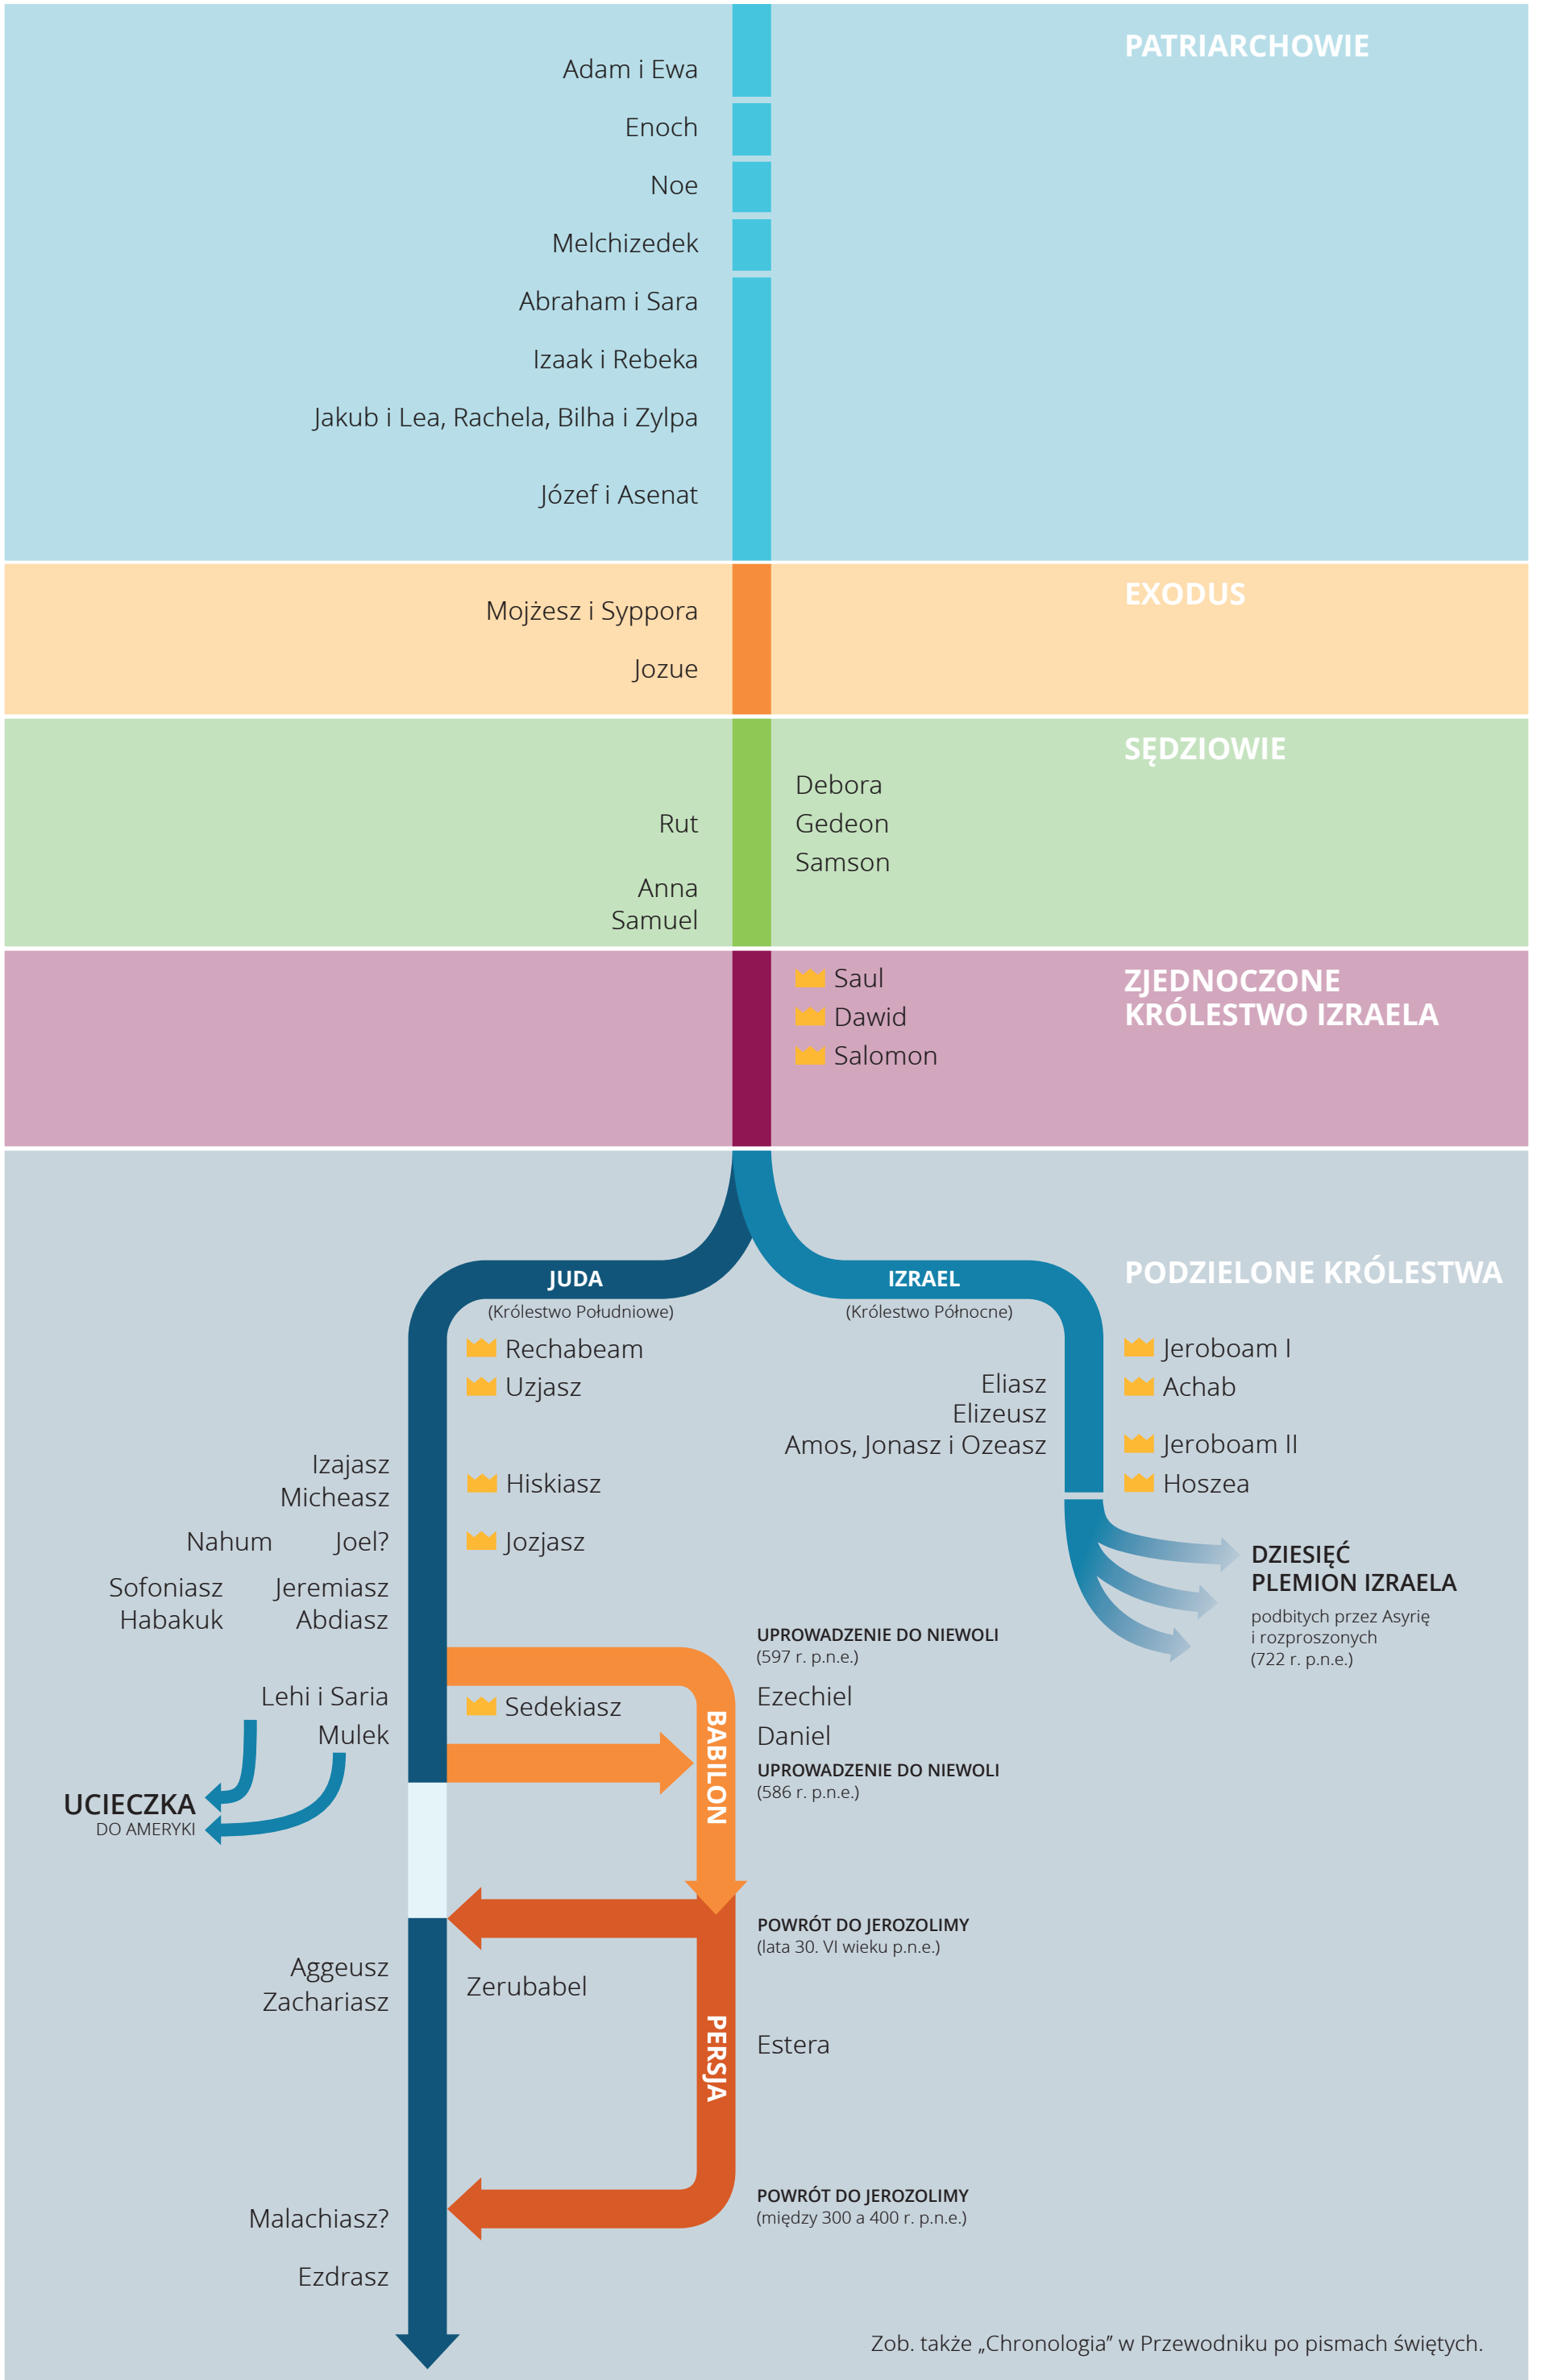 PATRIARCHOWIE
Adam i Ewa
Enoch
Noe
Melchizedek
Abraham i Sara
Izaak i Rebeka
Jakub i Lea, Rachela, Bilha i Zylpa
Józef i Asenat
EXODUS
Mojżesz i Syppora
Jozue
SĘDZIOWIE
Debora
Rut
Gedeon
Samson
Anna
Samuel
ZJEDNOCZONE
KRÓLESTWO IZRAELA
Saul
Dawid
Salomon
PODZIELONE KRÓLESTWA
JUDA
(Królestwo Południowe)
Rechabeam
Uzjasz
Izajasz
Micheasz
Hiskiasz
Nahum
Joel?
Jozjasz
Sofoniasz
Habakuk
Jeremiasz
Abdiasz
IZRAEL
(Królestwo Północne)
Eliasz
Elizeusz
Amos, Jonasz i Ozeasz
Jeroboam I
Achab
Jeroboam II
Hoszea
DZIESIĘĆ
PLEMION IZRAELA
podbitych przez Asyrię
i rozproszonych
(722 r. p.n.e.)
UPROWADZENIE DO NIEWOLI
(597 r. p.n.e.)
Lehi i Saria
Mulek
Sedekiasz
BABILON
Ezechiel
Daniel
UPROWADZENIE DO NIEWOLI
(586 r. p.n.e.)
UCIECZKA
DO AMERYKI
POWRÓT DO JEROZOLIMY
(lata 30. VI wieku p.n.e.)
Aggeusz
Zachariasz
Zerubabel
PERSJA
Estera
POWRÓT DO JEROZOLIMY
(między 300 a 400 r. p.n.e.)
Malachiasz?
Ezdrasz
Zob. także „Chronologia” w Przewodniku po pismach świętych.